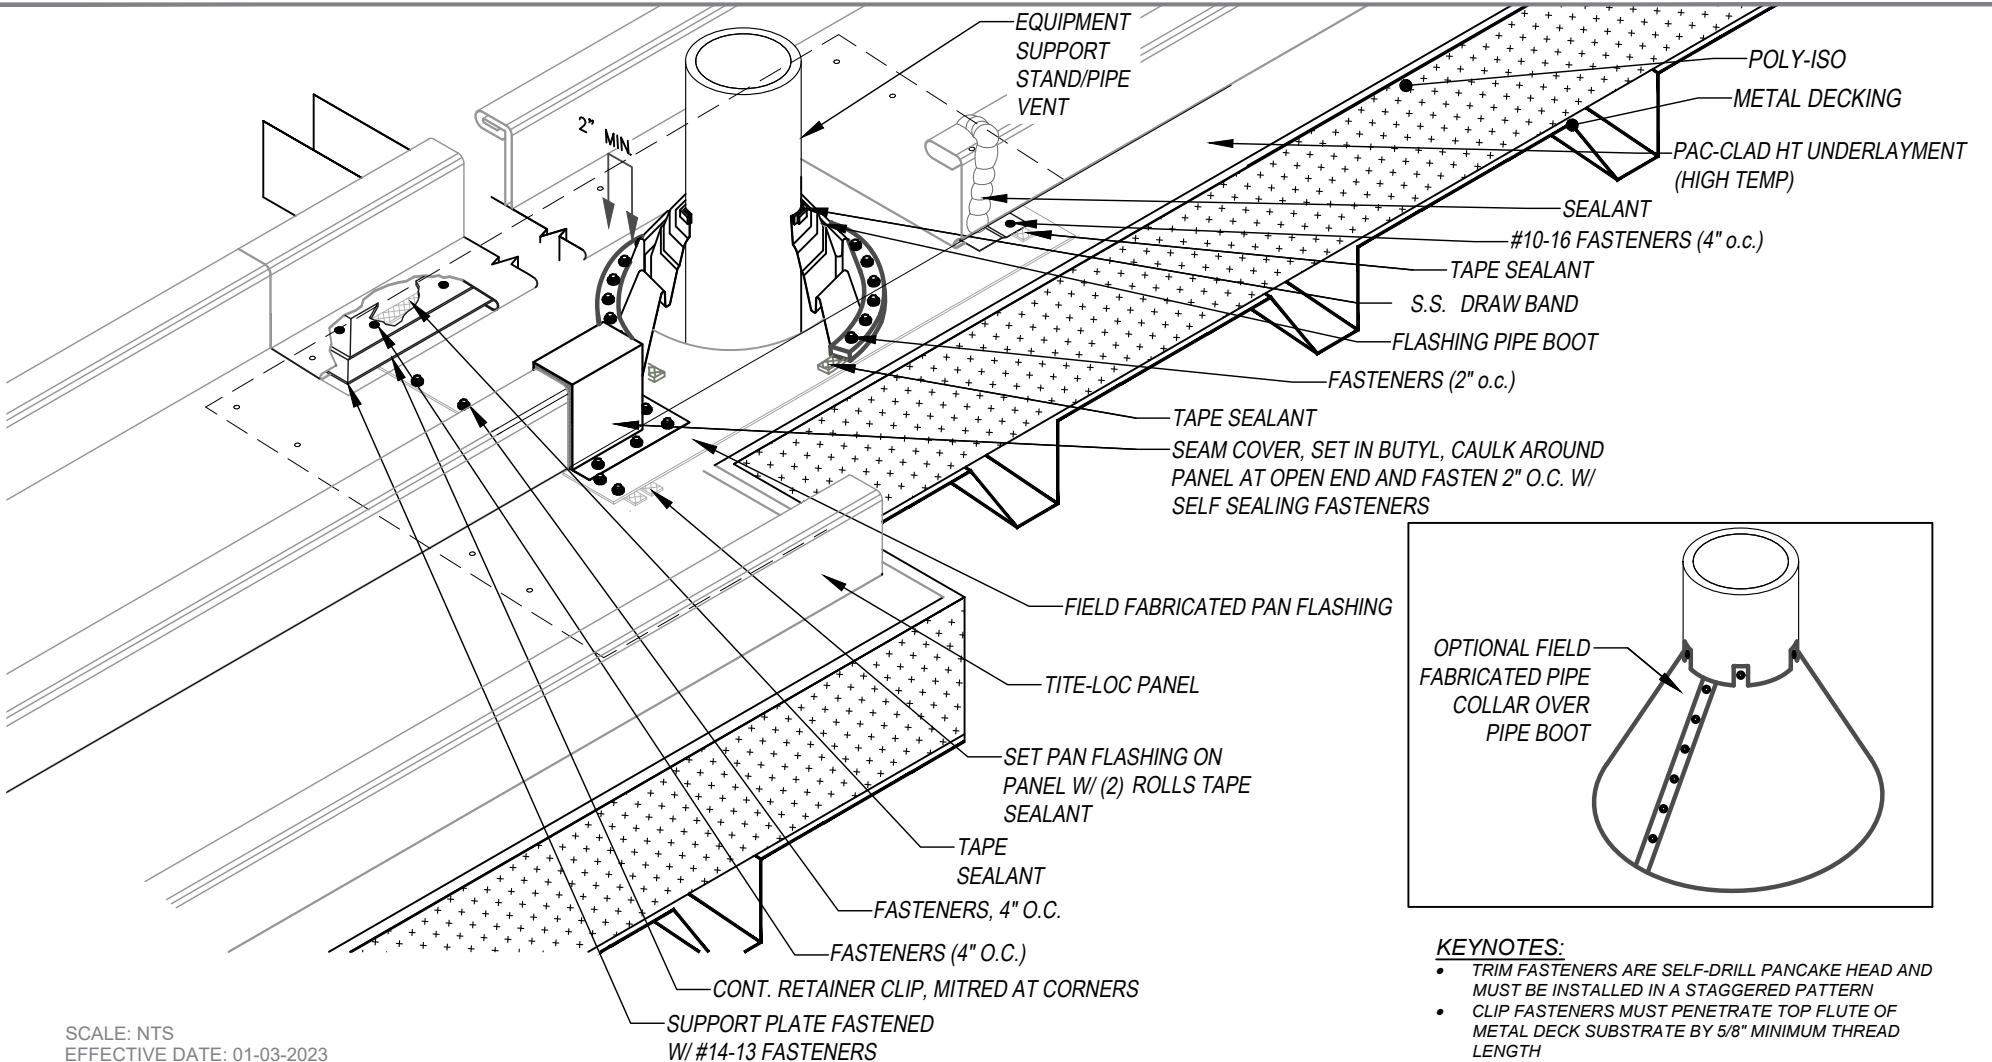 EQUIPMENT
SUPPORT
STAND/PIPE
VENT
2" MIN.
POLY-ISO
METAL DECKING
PAC-CLAD HT UNDERLAYMENT
(HIGH TEMP)
SEALANT
#10-16 FASTENERS (4" o.c.)
TAPE SEALANT
S.S. DRAW BAND
FLASHING PIPE BOOT
FASTENERS (2" o.c.)
TAPE SEALANT
SEAM COVER, SET IN BUTYL, CAULK AROUND
PANEL AT OPEN END AND FASTEN 2" O.C. W/
SELF SEALING FASTENERS
FIELD FABRICATED PAN FLASHING
TITE-LOC PANEL
SET PAN FLASHING ON
PANEL W/ (2) ROLLS TAPE
SEALANT
TAPE
SEALANT
FASTENERS, 4" O.C.
FASTENERS (4" O.C.)
CONT. RETAINER CLIP, MITRED AT CORNERS
SUPPORT PLATE FASTENED
W/ #14-13 FASTENERS
OPTIONAL FIELD
FABRICATED PIPE
COLLAR OVER
PIPE BOOT
KEYNOTES:
• TRIM FASTENERS ARE SELF-DRILL PANCAKE HEAD AND
MUST BE INSTALLED IN A STAGGERED PATTERN
• CLIP FASTENERS MUST PENETRATE TOP FLUTE OF
METAL DECK SUBSTRATE BY 5/8" MINIMUM THREAD
LENGTH
SCALE: NTS
EFFECTIVE DATE: 01-03-2023